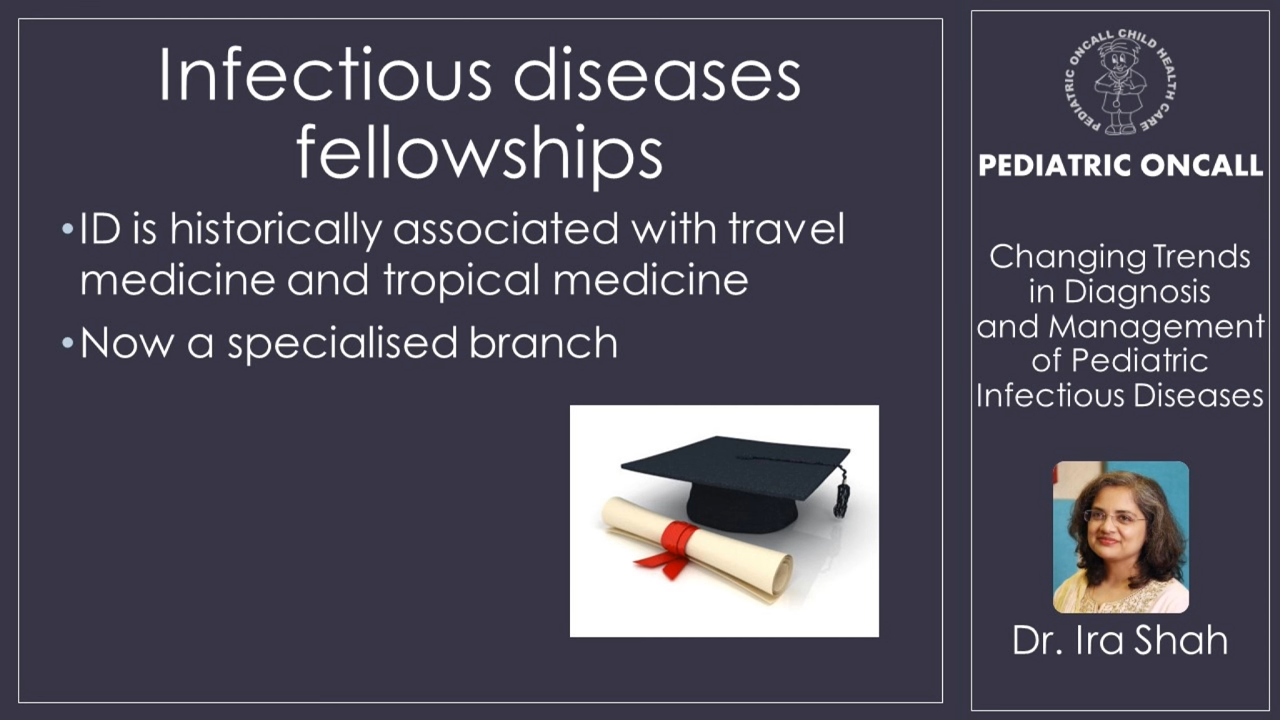 Infectious diseases
fellowships
•ID is historically associated with travel
medicine and tropical medicine
•Now a specialised branch
PEDIATRIC ONCALL CHILD HEALTH CARE
PEDIATRIC ONCALL
Changing Trends
in Diagnosis
and Management
of Pediatric
Infectious Diseases
Dr. Ira Shah